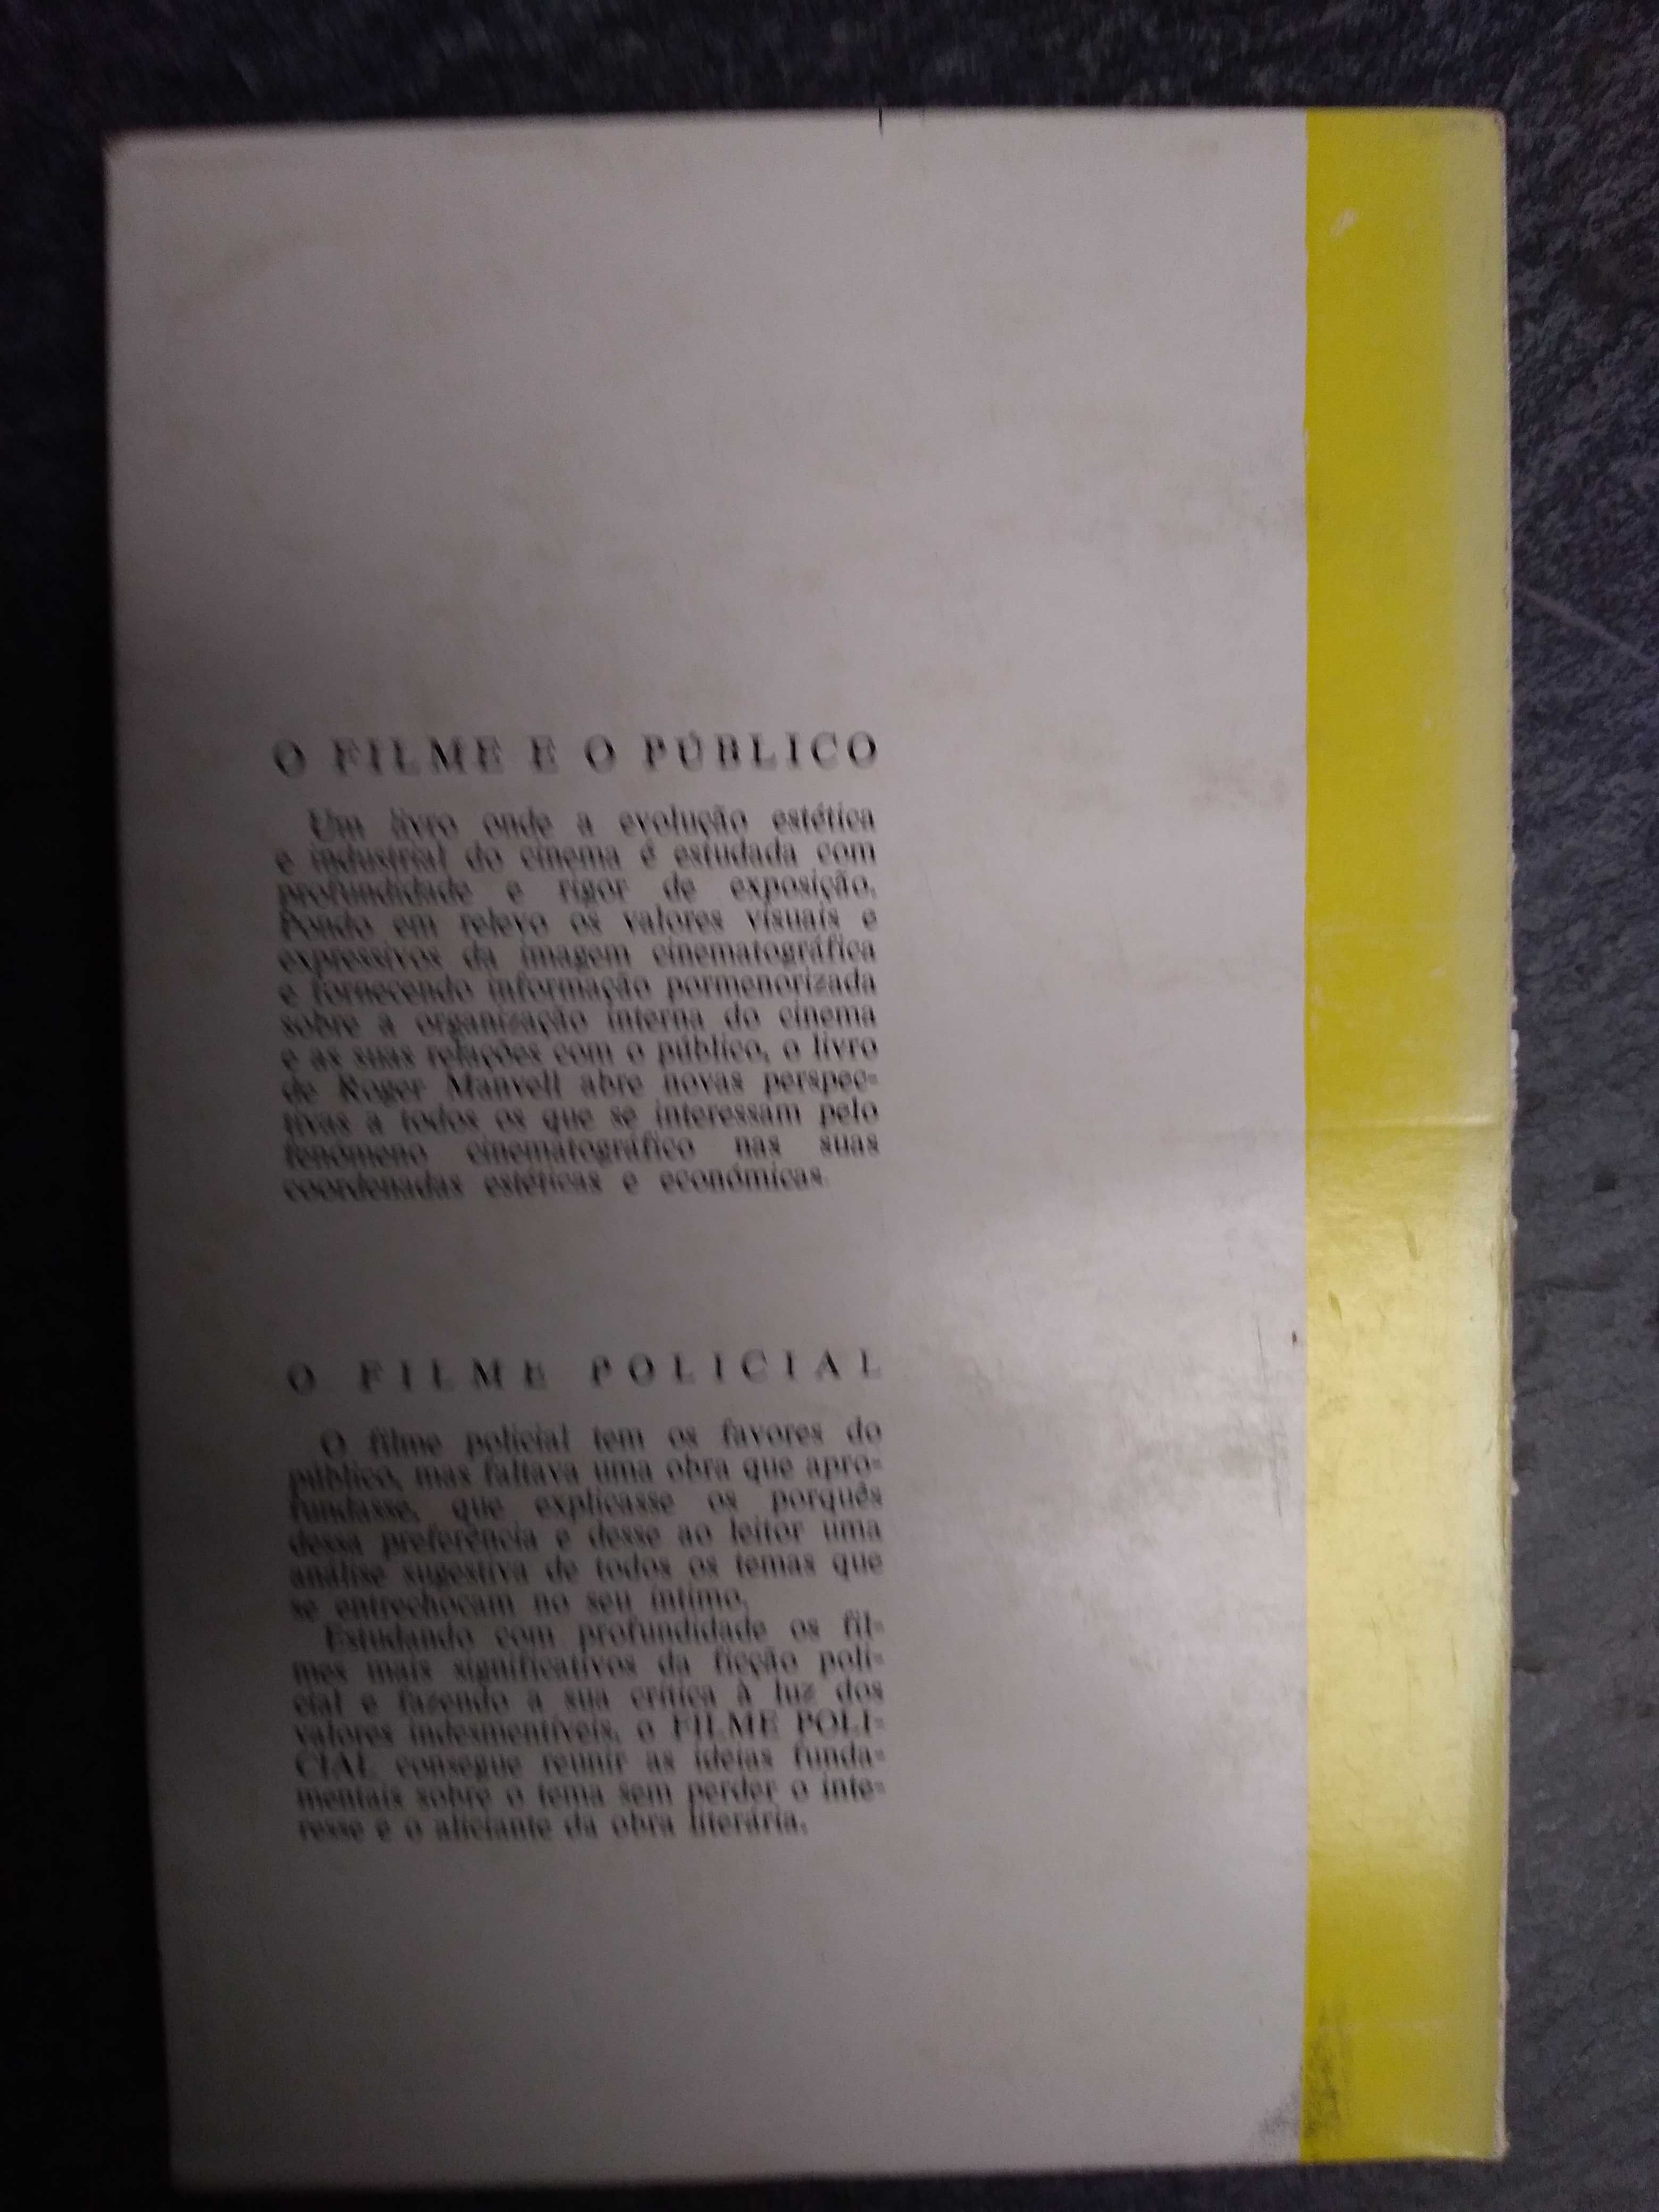 O FILME E O PÚBLICO
Um livro onde a evolução estética
e industrial do cinema é estudada com
profundidade e rigor de exposição.
Pondo em relevo os valores visuais e
expressivos da imagem cinematográfica
e fornecendo informação pormenorizada
sobre a organização interna do cinema
e as suas relações com o público, o livro
de Roger Manvell abre novas perspec-
tivas a todos os que se interessam pelo
fenómeno cinematográfico nas suas
coordenadas estéticas e económicas.
O FILME POLICIAL
O filme policial tem os favores do
público, mas faltava uma obra que apro-
fundasse, que explicasse os porquês
dessa preferência e desse ao leitor uma
análise sugestiva de todos os temas que
se entrechocam no seu íntimo.
Estudando com profundidade os fil-
mes mais significativos da ficção poli-
cial e fazendo a sua crítica à luz dos
valores indesmentíveis, o FILME POLI-
CIAL consegue reunir as ideias funda-
mentais sobre o tema sem perder o inte-
resse e o aliciante da obra literária.